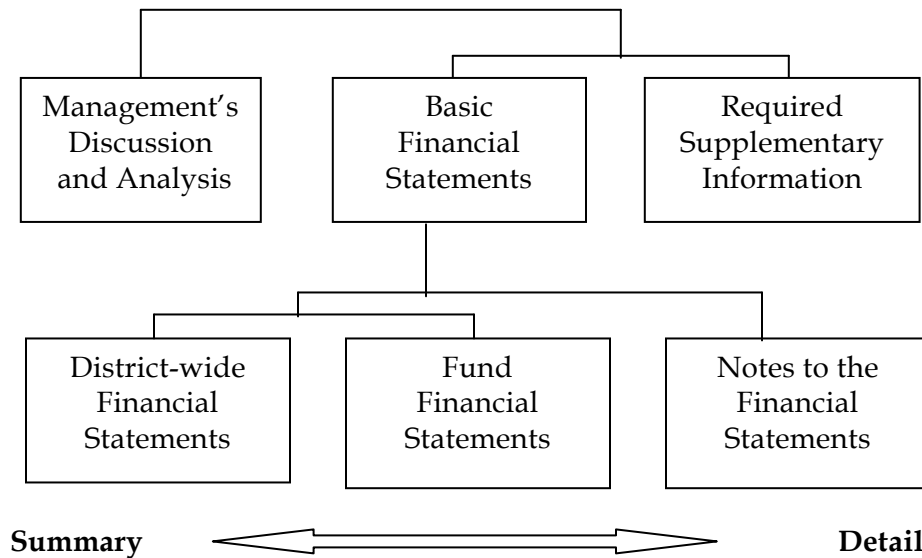 Management’s
Discussion
and Analysis
Basic
Financial
Statements
Required
Supplementary
Information
District-wide
Financial
Statements
Fund
Financial
Statements
Notes to the
Financial
Statements
Summary
Detail